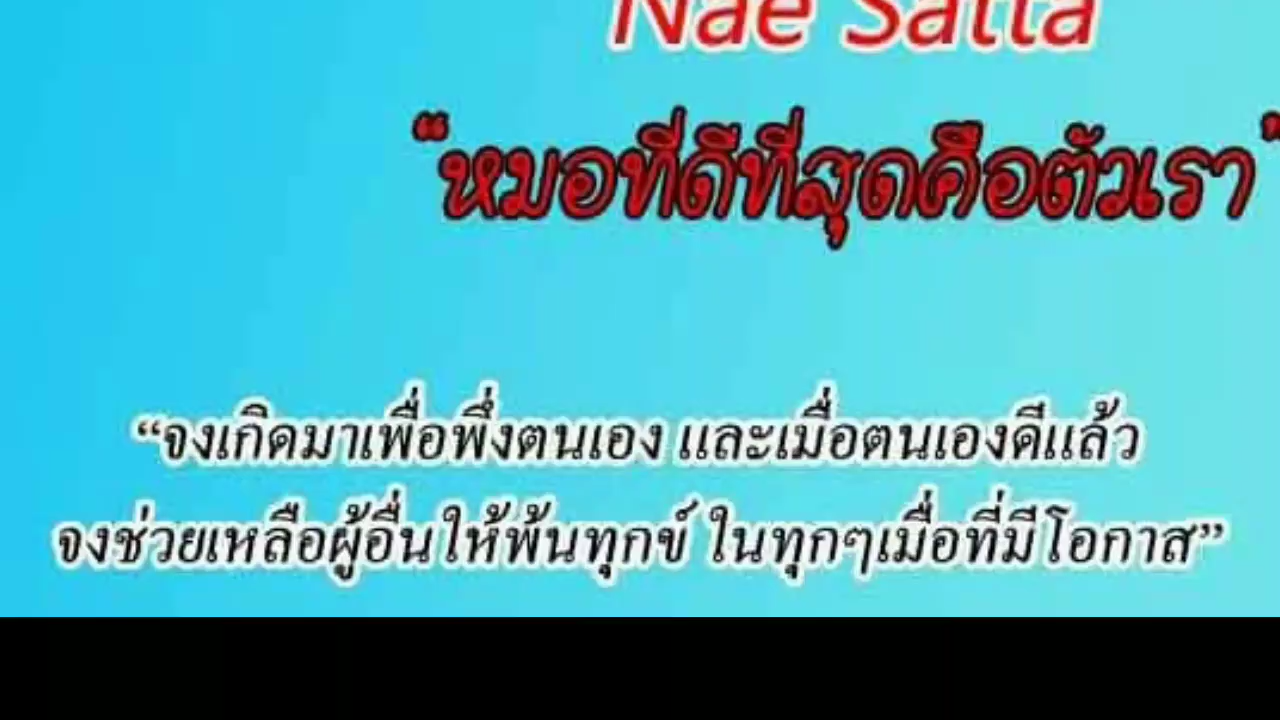 Nae Satta
“หมอที่ดีที่สุดคือตัวเรา”
“จงเกิดมาเพื่อพึ่งตนเอง และเมื่อตนเองดีแล้ว
จงช่วยเหลือผู้อื่นให้พ้นทุกข์ ในทุกๆเมื่อที่มีโอกาส”